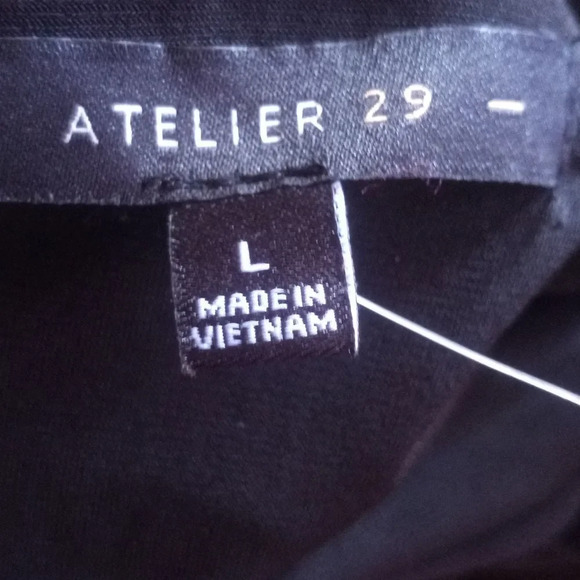 ATELIER 29 –
L
MADE IN
VIETNAM